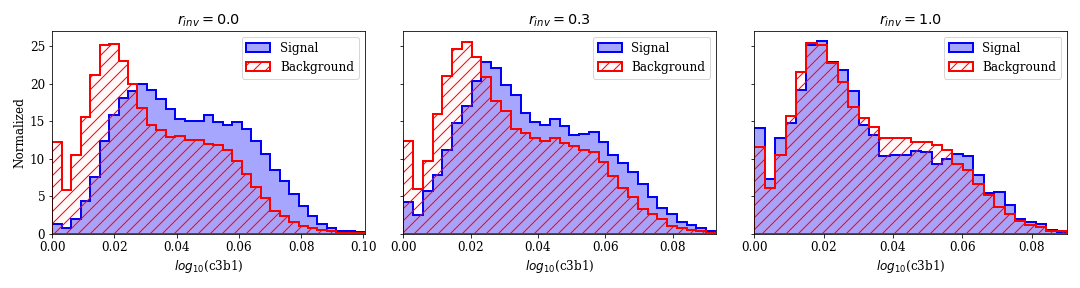 r_inv = 0.0
r_inv = 0.3
r_inv = 1.0
Signal
Background
Signal
Background
Signal
Background
Normalized
25
20
15
10
5
0
0.00 0.02 0.04 0.06 0.08 0.10
0.00 0.02 0.04 0.06 0.08
0.00 0.02 0.04 0.06 0.08
log₁₀(c3b1)
log₁₀(c3b1)
log₁₀(c3b1)